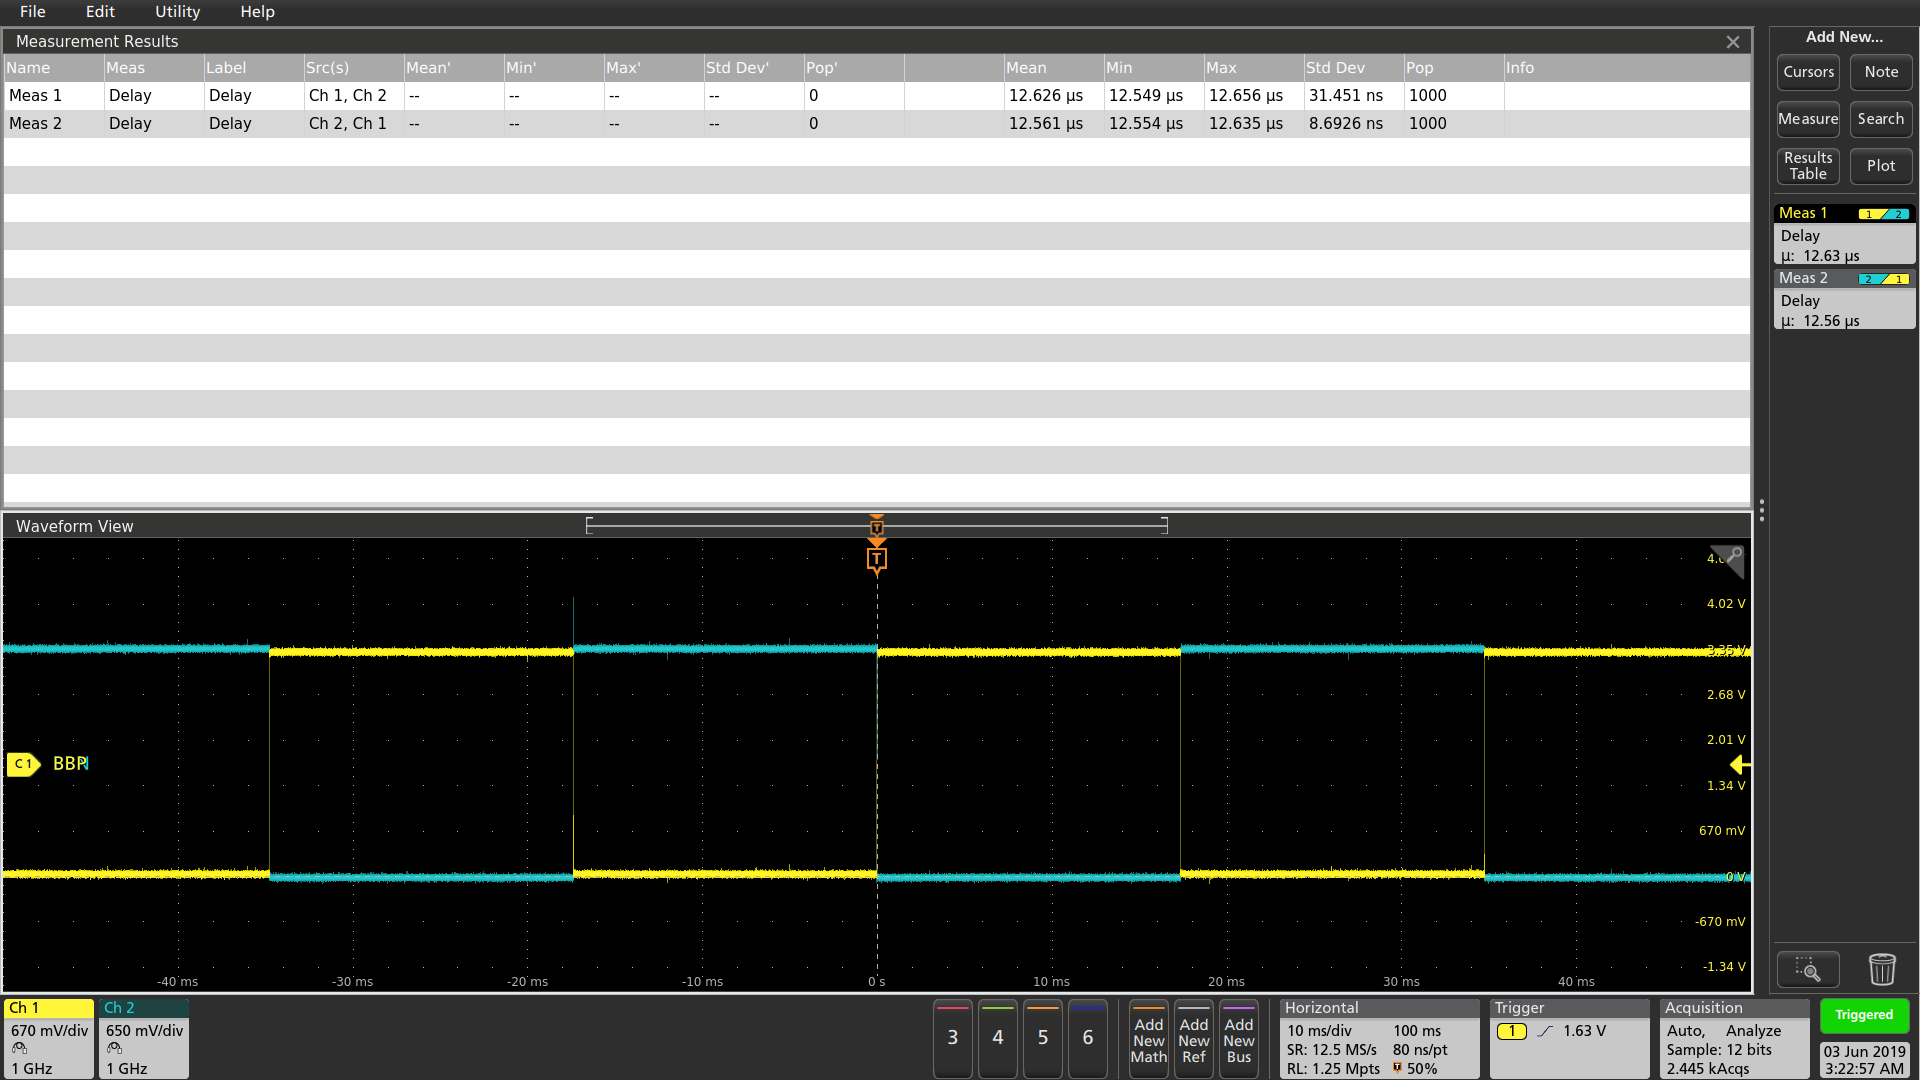 File Edit Utility Help
Measurement Results
Name Meas Label Src(s) Mean' Min' Max' Std Dev' Pop' Mean Min Max Std Dev Pop Info
Meas 1 Delay Delay Ch 1, Ch 2 -- -- -- -- 0 12.626 µs 12.549 µs 12.656 µs 31.451 ns 1000
Meas 2 Delay Delay Ch 2, Ch 1 -- -- -- -- 0 12.561 µs 12.554 µs 12.635 µs 8.6926 ns 1000
Add New...
Cursors Note
Measure Search
Results Table Plot
Meas 1 1 2
Delay
µ: 12.63 µs
Meas 2 2 1
Delay
µ: 12.56 µs
Waveform View
T
T
4.02 V
3.35 V
2.68 V
2.01 V
1.34 V
670 mV
0 V
-670 mV
-1.34 V
C 1
-40 ms -30 ms -20 ms -10 ms 0 s 10 ms 20 ms 30 ms 40 ms
Ch 1
670 mV/div
1 GHz
Ch 2
650 mV/div
1 GHz
3 4 5 6
Add New Math
Add New Ref
Add New Bus
Horizontal
10 ms/div 100 ms
SR: 12.5 MS/s 80 ns/pt
RL: 1.25 Mpts T 50%
Trigger
1 1.63 V
Acquisition
Auto, Analyze
Sample: 12 bits
2.445 kAcqs
Triggered
03 Jun 2019
3:22:57 AM